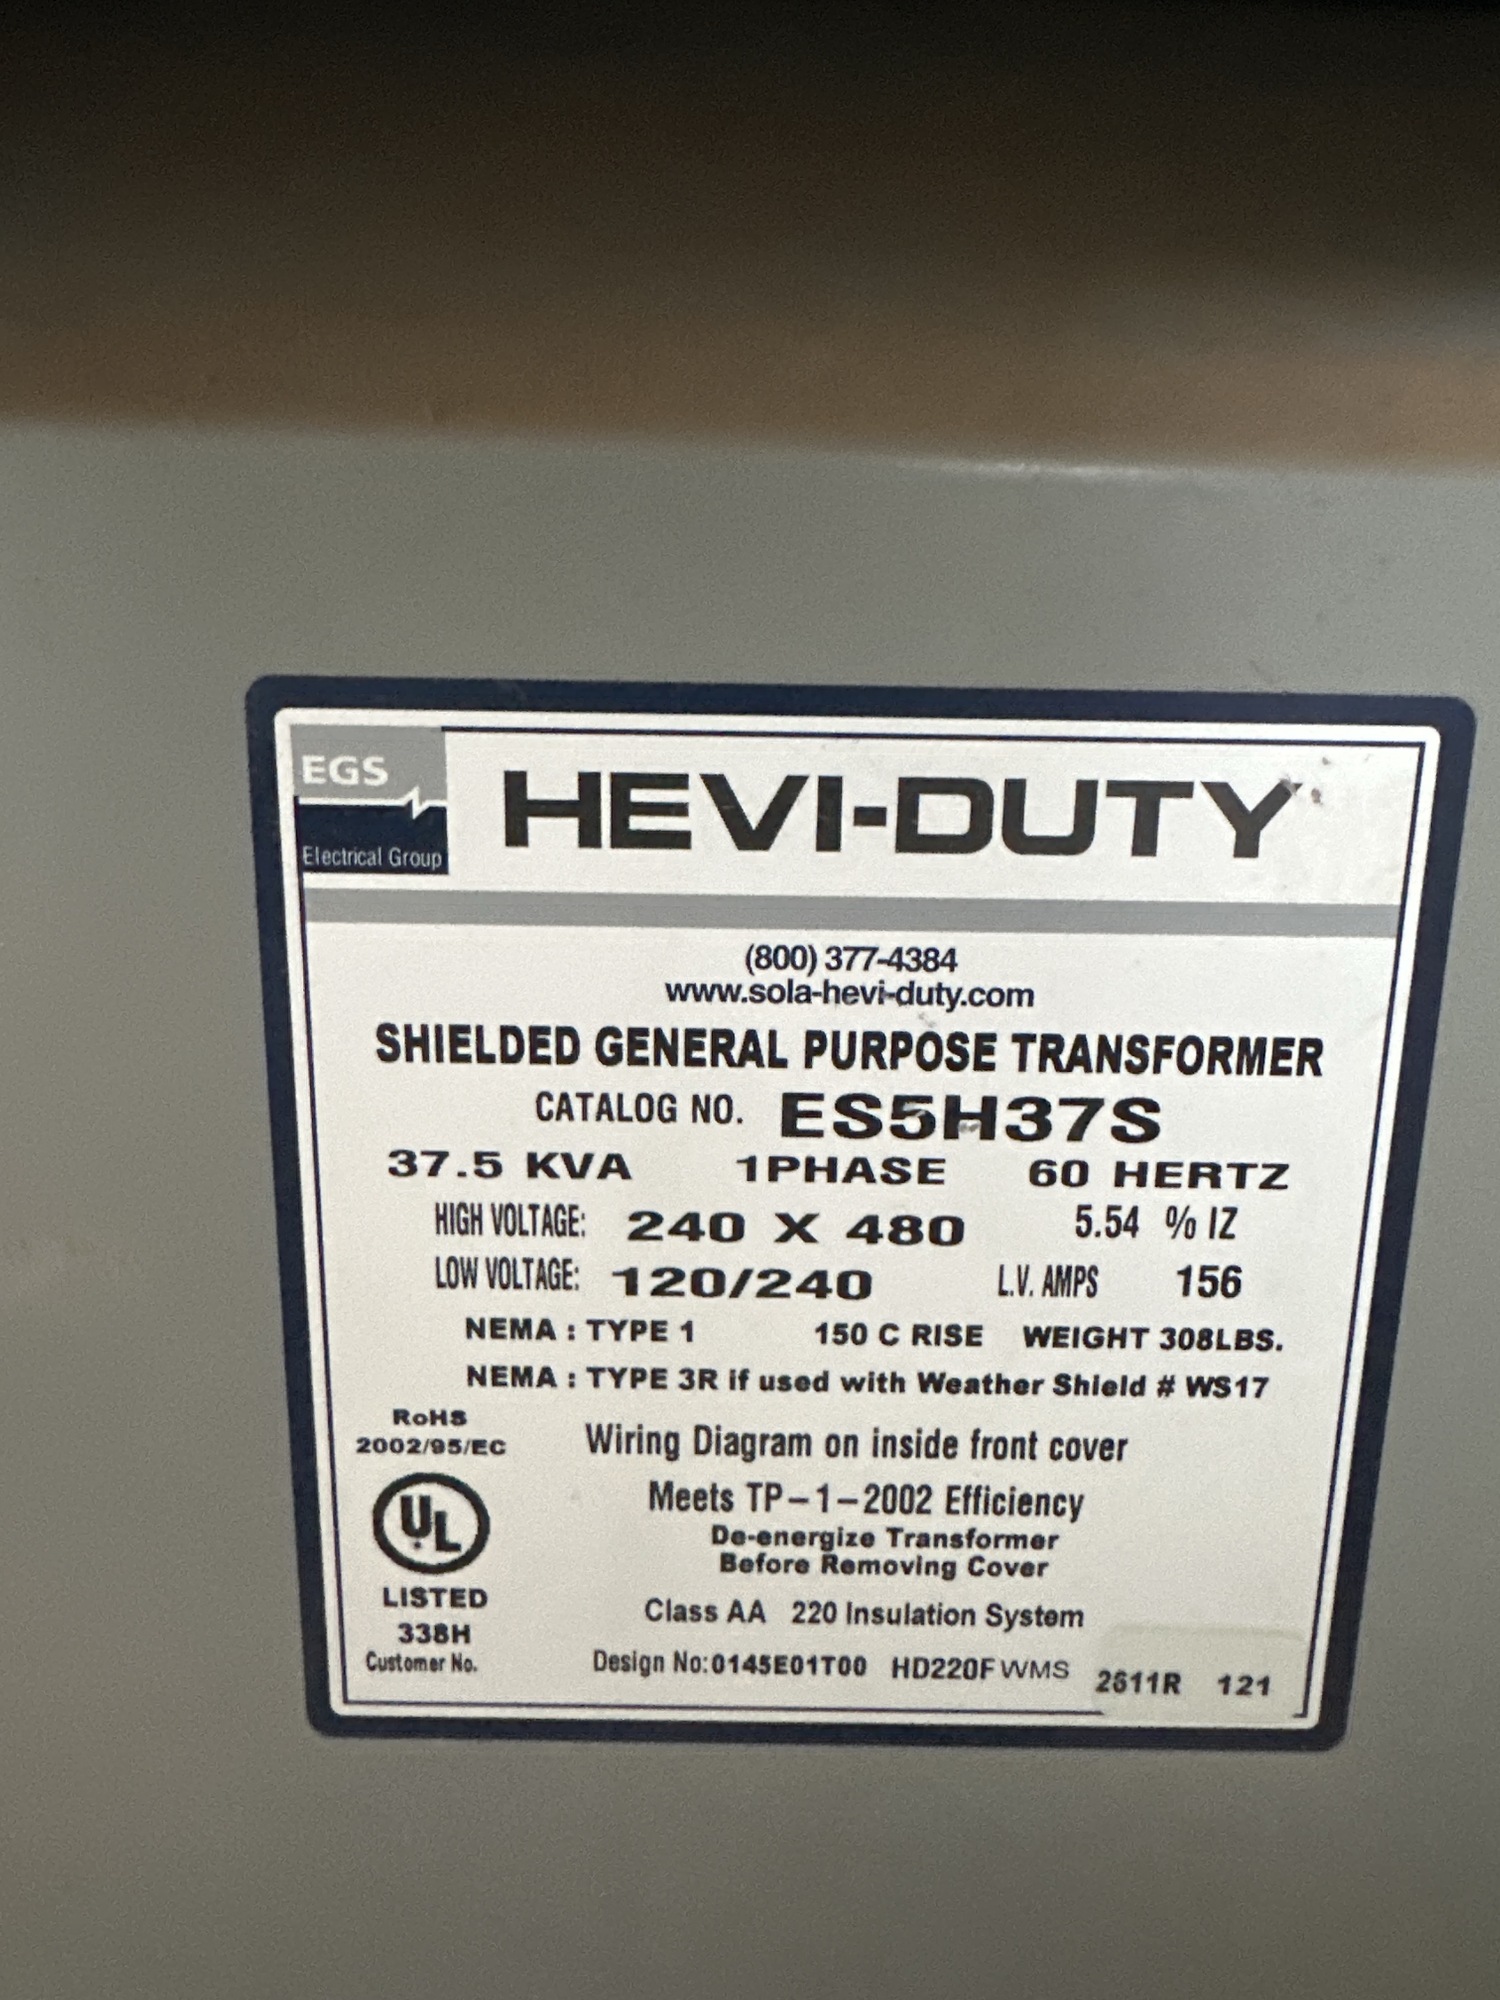 EGS
Electrical Group
HEVI-DUTY
(800) 377-4384
www.sola-hevi-duty.com
SHIELDED GENERAL PURPOSE TRANSFORMER
CATALOG NO. ES5H37S
37.5 KVA 1PHASE 60 HERTZ
HIGH VOLTAGE: 240 X 480 5.54 % IZ
LOW VOLTAGE: 120/240 L.V. AMPS 156
NEMA : TYPE 1 150 C RISE WEIGHT 308LBS.
NEMA : TYPE 3R if used with Weather Shield # WS17
RoHS
2002/95/EC
Wiring Diagram on inside front cover
Meets TP-1-2002 Efficiency
De-energize Transformer
Before Removing Cover
UL
LISTED
338H
Class AA 220 Insulation System
Customer No.
Design No:0145E01T00 HD220FWMS 2611R 121